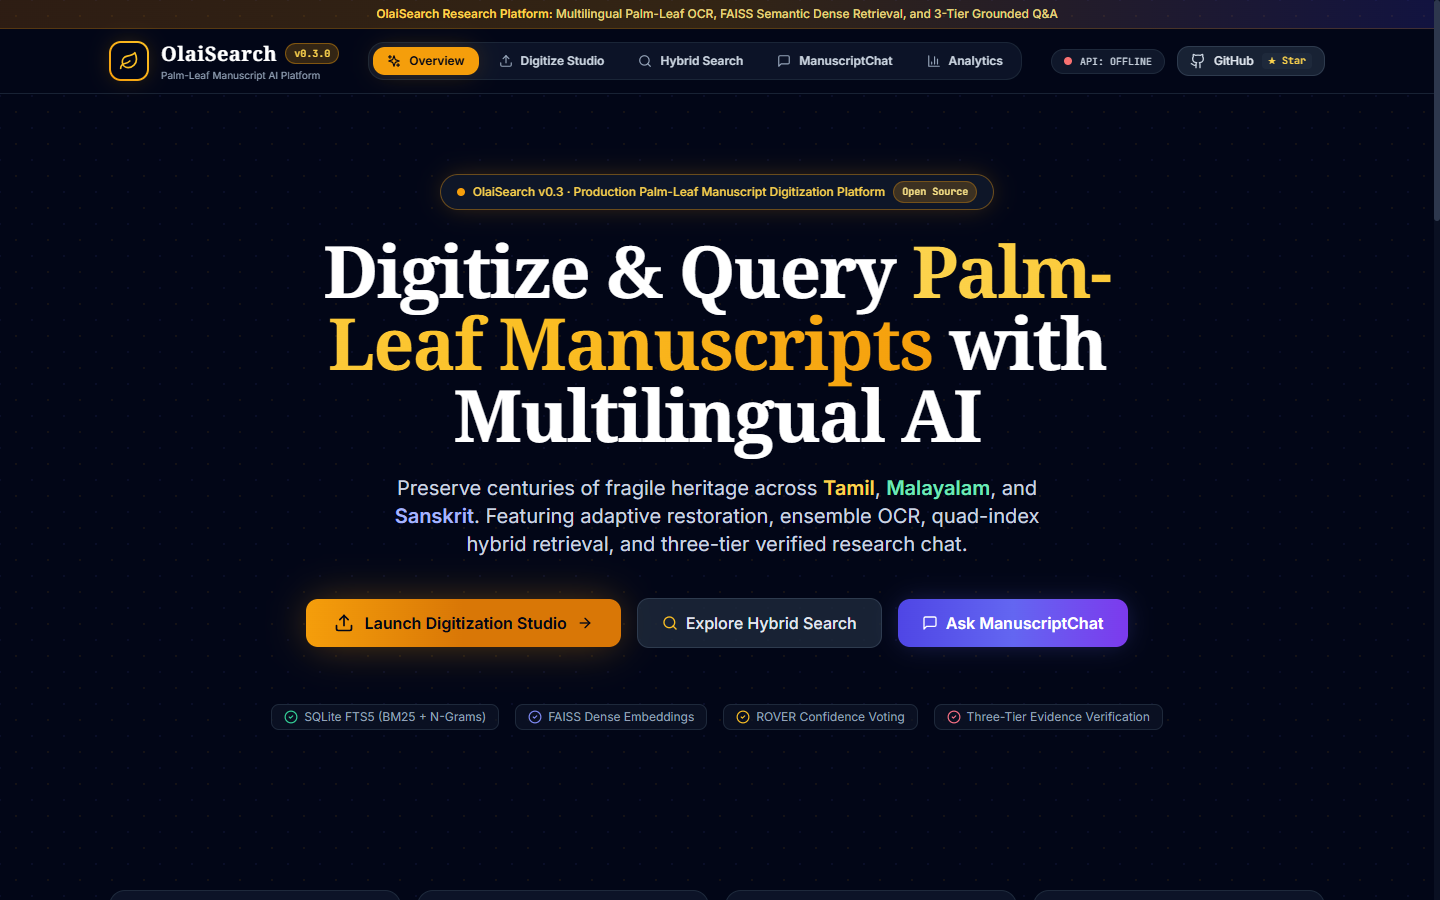 OlaiSearch Research Platform: Multilingual Palm-Leaf OCR, FAISS Semantic Dense Retrieval, and 3-Tier Grounded Q&A
OlaiSearch v0.3.0
Palm-Leaf Manuscript AI Platform
Overview
Digitize Studio
Hybrid Search
ManuscriptChat
Analytics
API: OFFLINE
GitHub ★ Star
OlaiSearch v0.3 · Production Palm-Leaf Manuscript Digitization Platform Open Source
Digitize & Query Palm-
Leaf Manuscripts with
Multilingual AI
Preserve centuries of fragile heritage across Tamil, Malayalam, and
Sanskrit. Featuring adaptive restoration, ensemble OCR, quad-index
hybrid retrieval, and three-tier verified research chat.
Launch Digitization Studio →
Explore Hybrid Search
Ask ManuscriptChat
SQLite FTS5 (BM25 + N-Grams)
FAISS Dense Embeddings
ROVER Confidence Voting
Three-Tier Evidence Verification